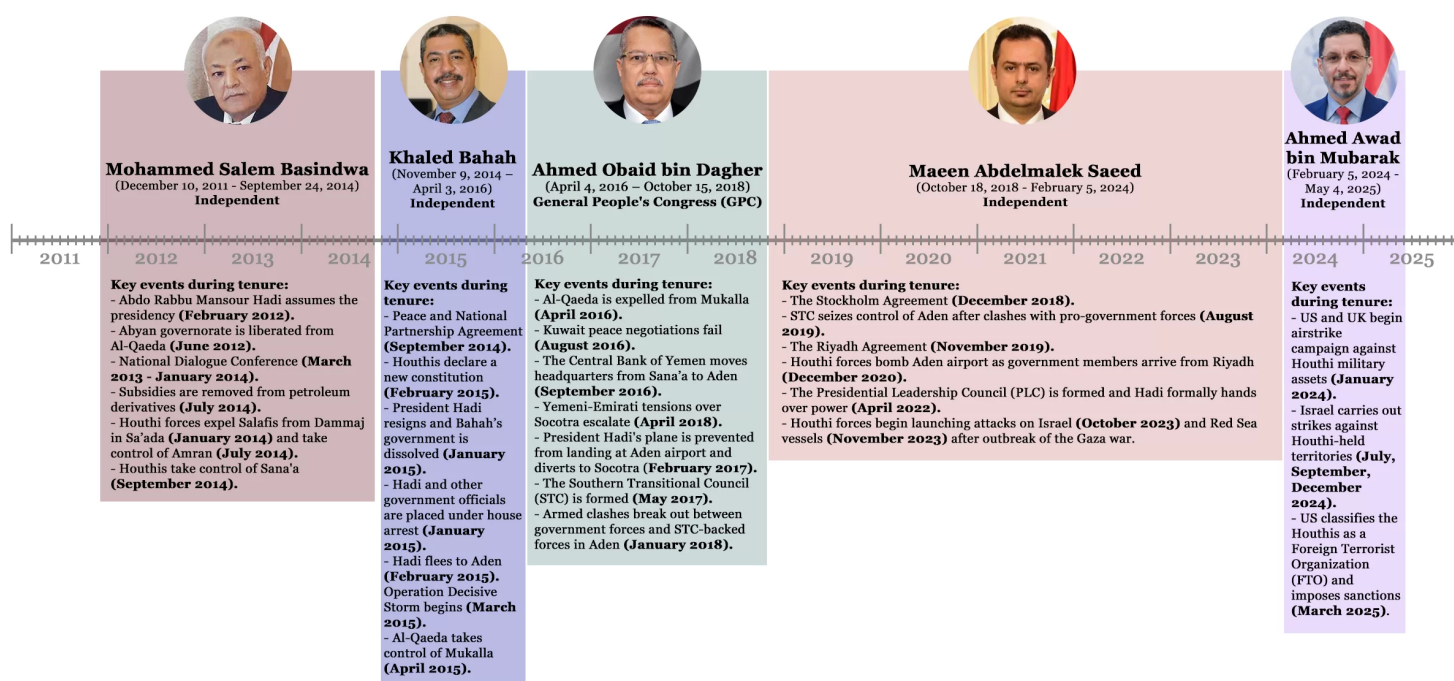 Mohammed Salem Basindwa
(December 10, 2011 - September 24, 2014)
Independent
Khaled Bahah
(November 9, 2014 –
April 3, 2016)
Independent
Ahmed Obaid bin Dagher
(April 4, 2016 – October 15, 2018)
General People's Congress (GPC)
Maeen Abdelmalek Saeed
(October 18, 2018 - February 5, 2024)
Independent
Ahmed Awad
bin Mubarak
(February 5, 2024 -
May 4, 2025)
Independent
2011 2012 2013 2014 2015 2016 2017 2018 2019 2020 2021 2022 2023 2024 2025
Key events during tenure:
- Abdo Rabbu Mansour Hadi assumes the
presidency (February 2012).
- Abyan governorate is liberated from
Al-Qaeda (June 2012).
- National Dialogue Conference (March
2013 - January 2014).
- Subsidies are removed from petroleum
derivatives (July 2014).
- Houthi forces expel Salafis from Dammaj
in Sa'ada (January 2014) and take
control of Amran (July 2014).
- Houthis take control of Sana'a
(September 2014).
Key events during
tenure:
- Peace and National
Partnership Agreement
(September 2014).
- Houthis declare a
new constitution
(February 2015).
- President Hadi
resigns and Bahah's
government is
dissolved (January
2015).
- Hadi and other
government officials
are placed under house
arrest (January
2015).
- Hadi flees to Aden
(February 2015).
Operation Decisive
Storm begins (March
2015).
- Al-Qaeda takes
control of Mukalla
(April 2015).
Key events during tenure:
- Al-Qaeda is expelled from Mukalla
(April 2016).
- Kuwait peace negotiations fail
(August 2016).
- The Central Bank of Yemen moves
headquarters from Sana'a to Aden
(September 2016).
- Yemeni-Emirati tensions over
Socotra escalate (April 2018).
- President Hadi's plane is prevented
from landing at Aden airport and
diverts to Socotra (February 2017).
- The Southern Transitional Council
(STC) is formed (May 2017).
- Armed clashes break out between
government forces and STC-backed
forces in Aden (January 2018).
Key events during tenure:
- The Stockholm Agreement (December 2018).
- STC seizes control of Aden after clashes with pro-government forces (August
2019).
- The Riyadh Agreement (November 2019).
- Houthi forces bomb Aden airport as government members arrive from Riyadh
(December 2020).
- The Presidential Leadership Council (PLC) is formed and Hadi formally hands
over power (April 2022).
- Houthi forces begin launching attacks on Israel (October 2023) and Red Sea
vessels (November 2023) after outbreak of the Gaza war.
Key events
during tenure:
- US and UK begin
airstrike
campaign against
Houthi military
assets (January
2024).
- Israel carries out
strikes against
Houthi-held
territories (July,
September,
December
2024).
- US classifies the
Houthis as a
Foreign Terrorist
Organization
(FTO) and
imposes sanctions
(March 2025).